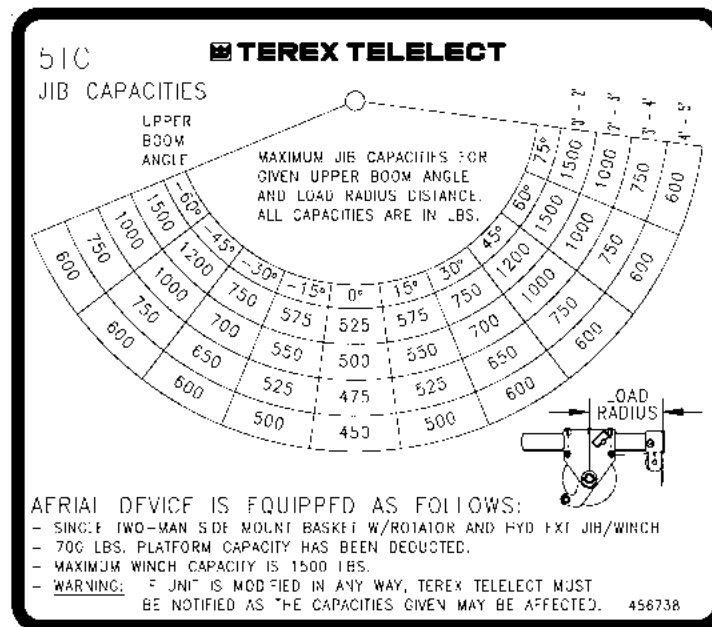 5TC
TEREX TELELECT
JIB CAPACITIES
UPPER
BOOM
ANGLE
MAXIMUM JIB CAPACITIES FOR
GIVEN UPPER BOOM ANGLE
AND LOAD RADIUS DISTANCE.
ALL CAPACITIES ARE IN LBS.
0' - 2' 2' - 3' 3' - 4' 4' - 5'
-60° 1500 1000 750 600
-45° 1200 1000 750 600
-30° 750 700 650 600
-15° 575 550 525 500
0° 525 500 475 450
15° 575 550 525 500
30° 750 700 650 600
45° 1200 1000 750 600
60° 1500 1000 750 600
75° 1500 1000 750 600
LOAD
RADIUS
AERIAL DEVICE IS EQUIPPED AS FOLLOWS:
- SINGLE TWO-MAN SIDE MOUNT BASKET W/ROTATOR AND HYD EXT JIB/WINCH
- 700 LBS. PLATFORM CAPACITY HAS BEEN DEDUCTED.
- MAXIMUM WINCH CAPACITY IS 1500 LBS.
- WARNING: IF UNIT IS MODIFIED IN ANY WAY, TEREX TELELECT MUST
BE NOTIFIED AS THE CAPACITIES GIVEN MAY BE AFFECTED. 456738